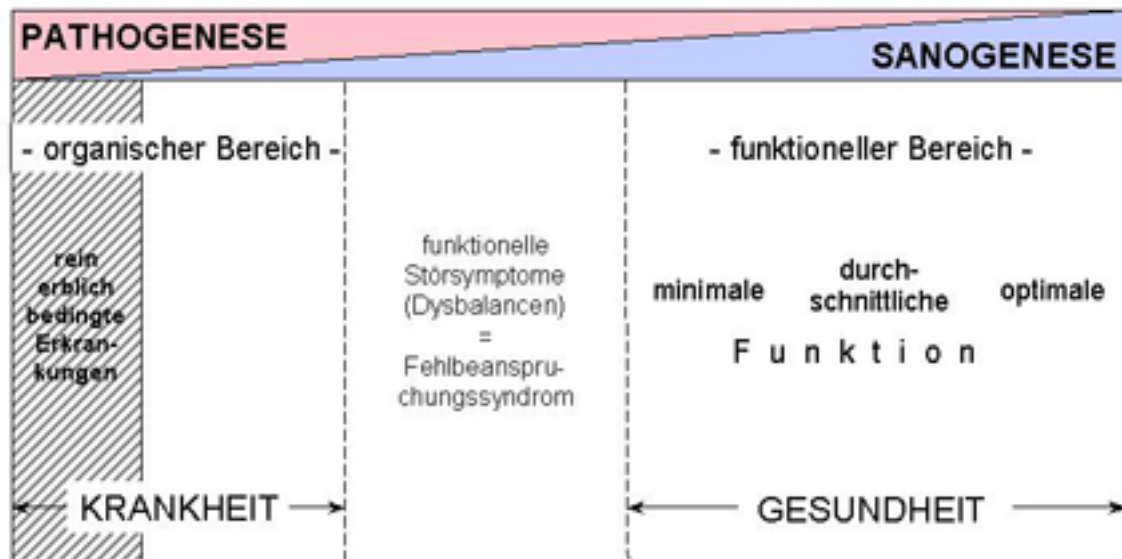 PATHOGENESE
SANOGENESE
- organischer Bereich -
- funktioneller Bereich -
rein
erblich
bedingte
Erkran-
kungen
funktionelle
Störsymptome
(Dysbalancen)
=
Fehlbeanspru-
chungssyndrom
minimale
durch-
schnittliche
optimale
Funktion
KRANKHEIT
GESUNDHEIT